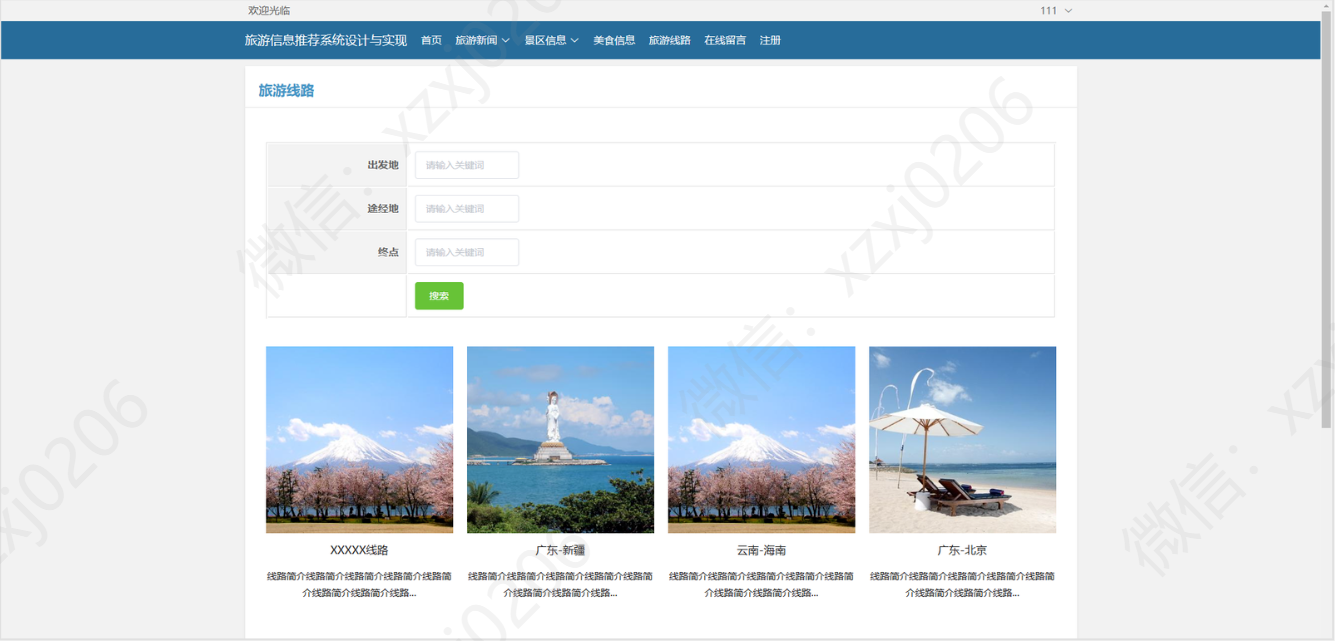 欢迎光临 111
旅游信息推荐系统设计与实现 首页 旅游新闻 景区信息 美食信息 旅游线路 在线留言 注册
旅游线路
出发地 请输入关键词
途经地 请输入关键词
终点 请输入关键词
搜索
XXXXX线路 广东-新疆 云南-海南 广东-北京
线路简介线路简介线路简介线路简介线路简 线路简介线路简介线路简介线路简介线路简 线路简介线路简介线路简介线路简介线路简 线路简介线路简介线路简介线路简介线路简
介线路简介线路简介线路... 介线路简介线路简介线路... 介线路简介线路简介线路... 介线路简介线路简介线路...
微信：xzxj0206
微信：xzxj0206
微信：xz
xzxj0206
0206